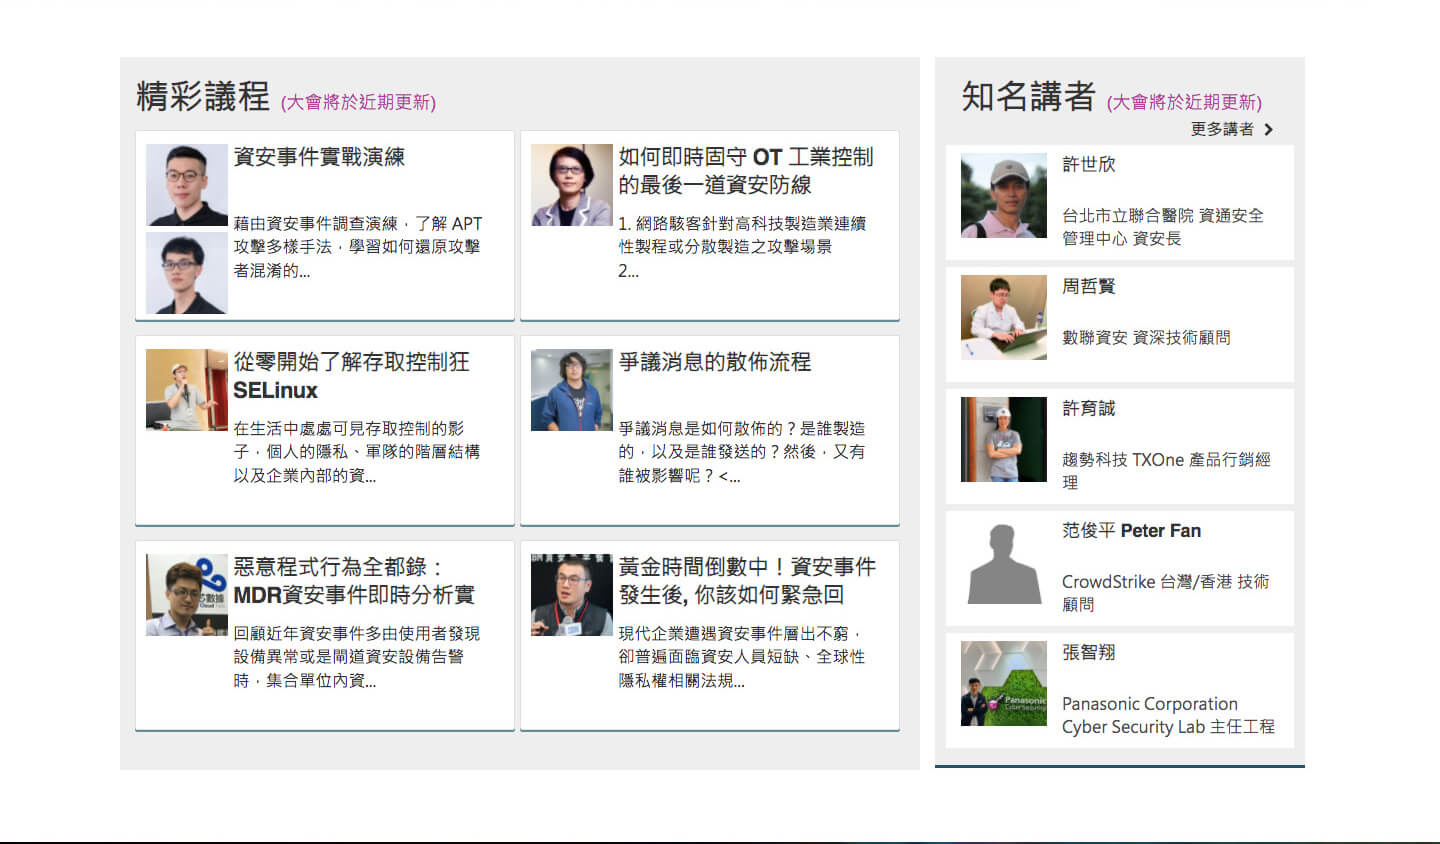 精彩議程 (大會將於近期更新)
資安事件實戰演練
藉由資安事件調查演練，了解 APT
攻擊多樣手法，學習如何還原攻擊
者混淆的...
如何即時固守 OT 工業控制
的最後一道資安防線
1. 網路駭客針對高科技製造業連續
性製程或分散製造之攻擊場景
2...
從零開始了解存取控制狂
SELinux
在生活中處處可見存取控制的影
子，個人的隱私、軍隊的階層結構
以及企業內部的資...
爭議消息的散佈流程
爭議消息是如何散佈的？是誰製造
的，以及是誰發送的？然後，又有
誰被影響呢？<...
惡意程式行為全都錄：
MDR資安事件即時分析實
回顧近年資安事件多由使用者發現
設備異常或是閘道資安設備告警
時，集合單位內資...
黃金時間倒數中！資安事件
發生後, 你該如何緊急回
現代企業遭遇資安事件層出不窮，
卻普遍面臨資安人員短缺、全球性
隱私權相關法規...
知名講者 (大會將於近期更新)
更多講者
許世欣
台北市立聯合醫院 資通安全
管理中心 資安長
周哲賢
數聯資安 資深技術顧問
許育誠
趨勢科技 TXOne 產品行銷經
理
范俊平 Peter Fan
CrowdStrike 台灣/香港 技術
顧問
張智翔
Panasonic
Panasonic Corporation
Cyber Security Lab 主任工程